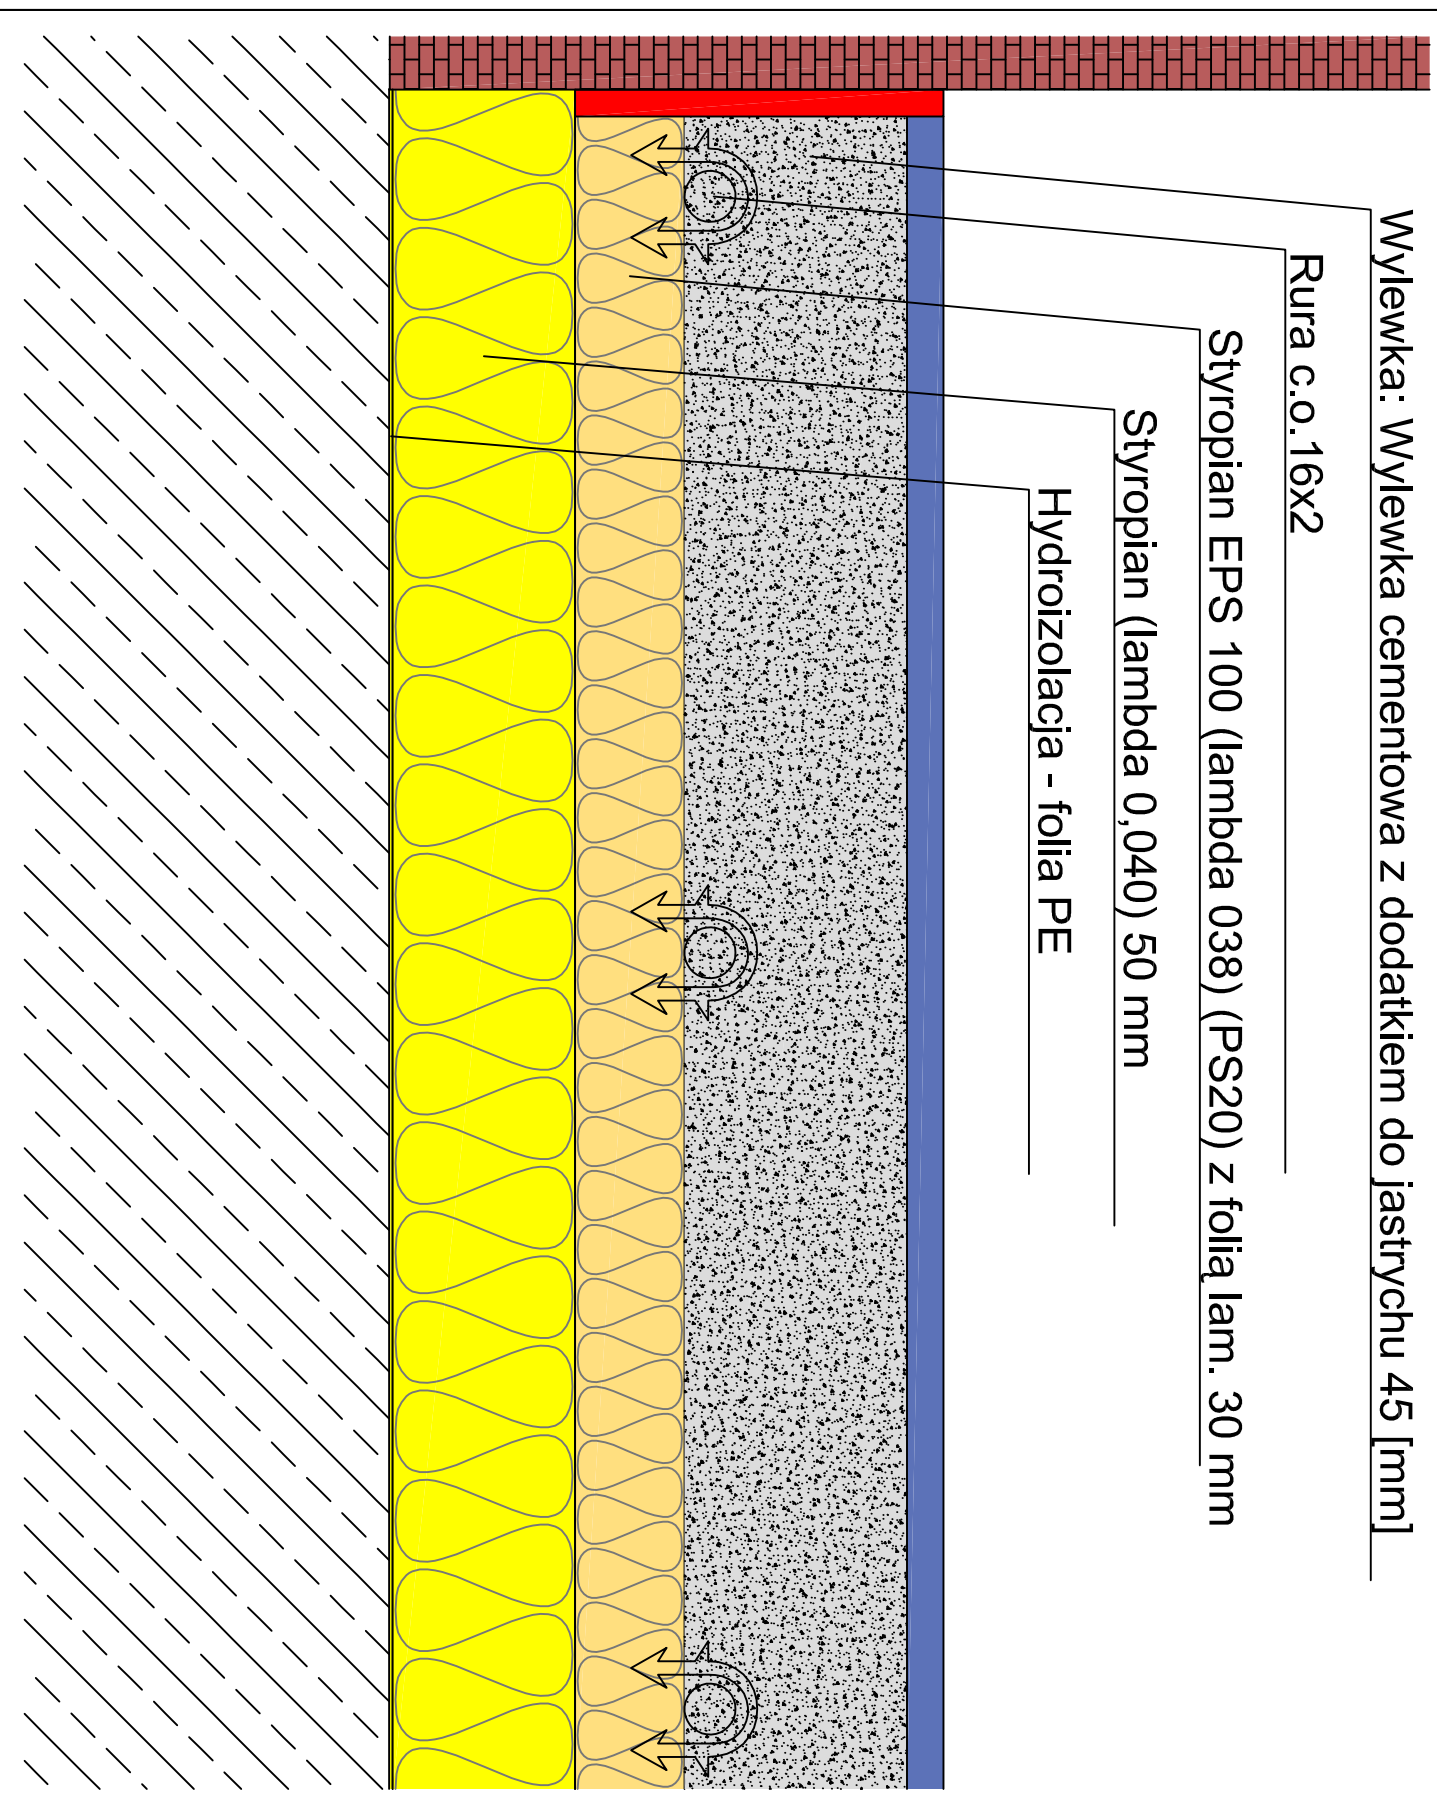 Wylewka: Wylewka cementowa z dodatkiem do jastrychu 45 [mm]
Rura c.o.16x2
Styropian EPS 100 (lambda 038) (PS20) z folią lam. 30 mm
Styropian (lambda 0,040) 50 mm
Hydroizolacja - folia PE